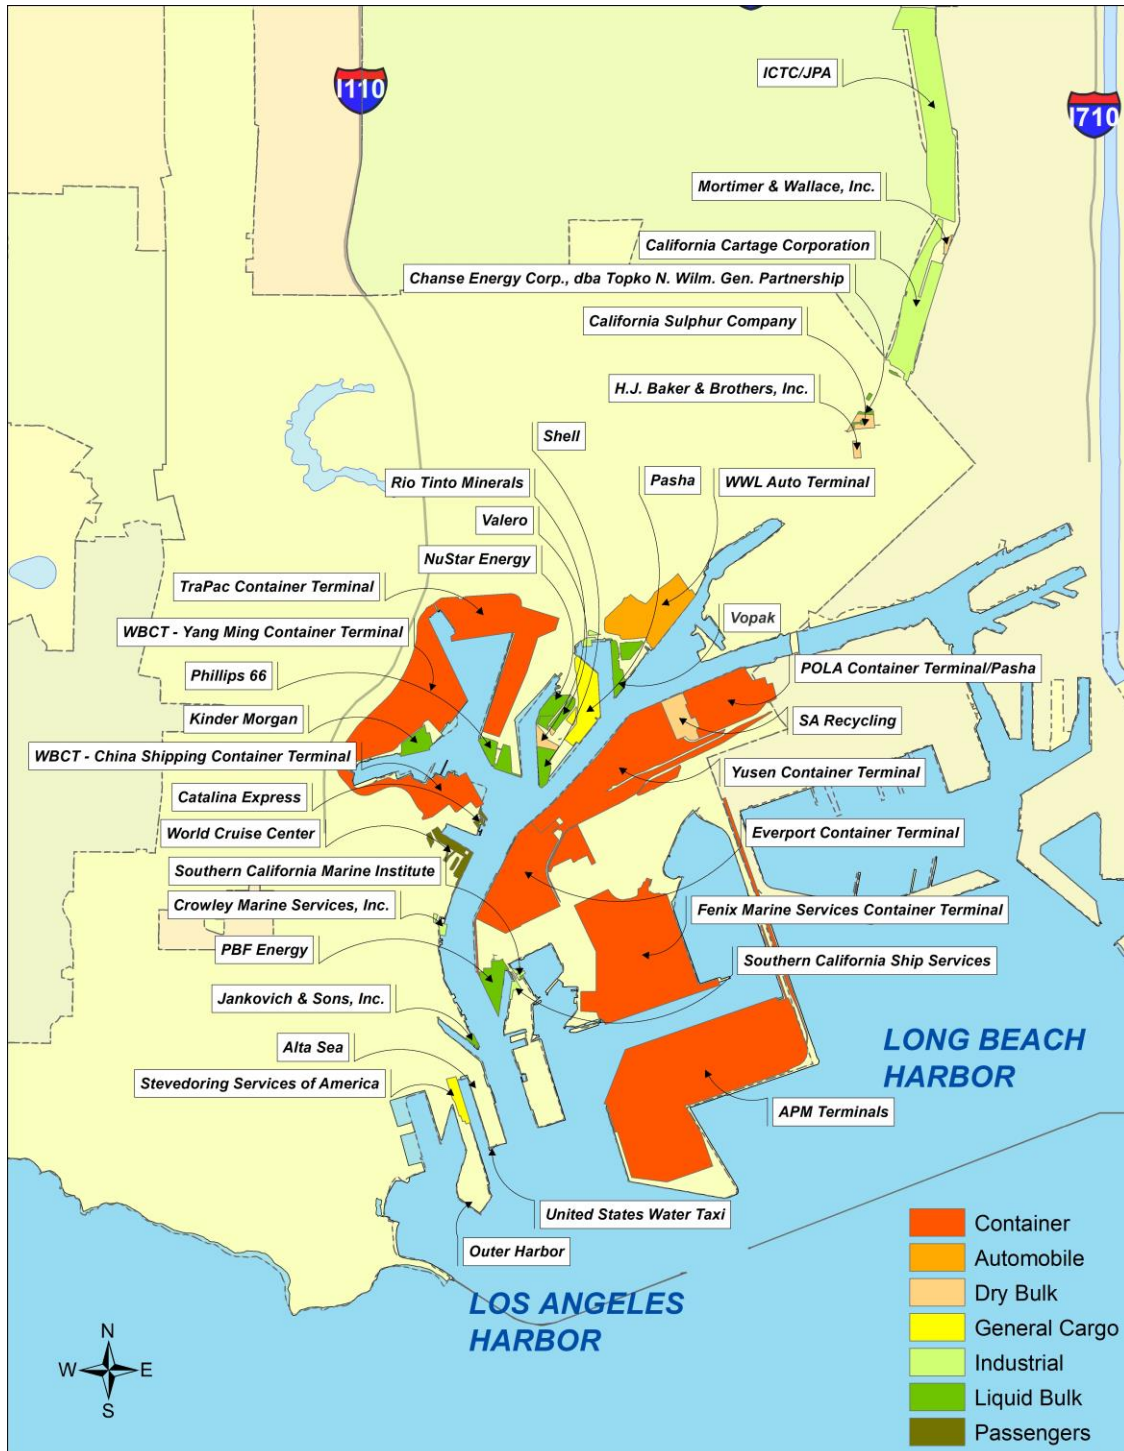 I110
ICTC/JPA
I710
Mortimer & Wallace, Inc.
California Cartage Corporation
Chanse Energy Corp., dba Topko N. Wilm. Gen. Partnership
California Sulphur Company
H.J. Baker & Brothers, Inc.
Shell
Rio Tinto Minerals
Pasha
WWL Auto Terminal
Valero
NuStar Energy
TraPac Container Terminal
Vopak
WBCT - Yang Ming Container Terminal
Phillips 66
POLA Container Terminal/Pasha
Kinder Morgan
SA Recycling
WBCT - China Shipping Container Terminal
Yusen Container Terminal
Catalina Express
World Cruise Center
Everport Container Terminal
Southern California Marine Institute
Crowley Marine Services, Inc.
Fenix Marine Services Container Terminal
PBF Energy
Southern California Ship Services
Jankovich & Sons, Inc.
Alta Sea
LONG BEACH
HARBOR
Stevedoring Services of America
APM Terminals
United States Water Taxi
Outer Harbor
LOS ANGELES
HARBOR
Container
Automobile
Dry Bulk
General Cargo
Industrial
Liquid Bulk
Passengers
N
W
E
S